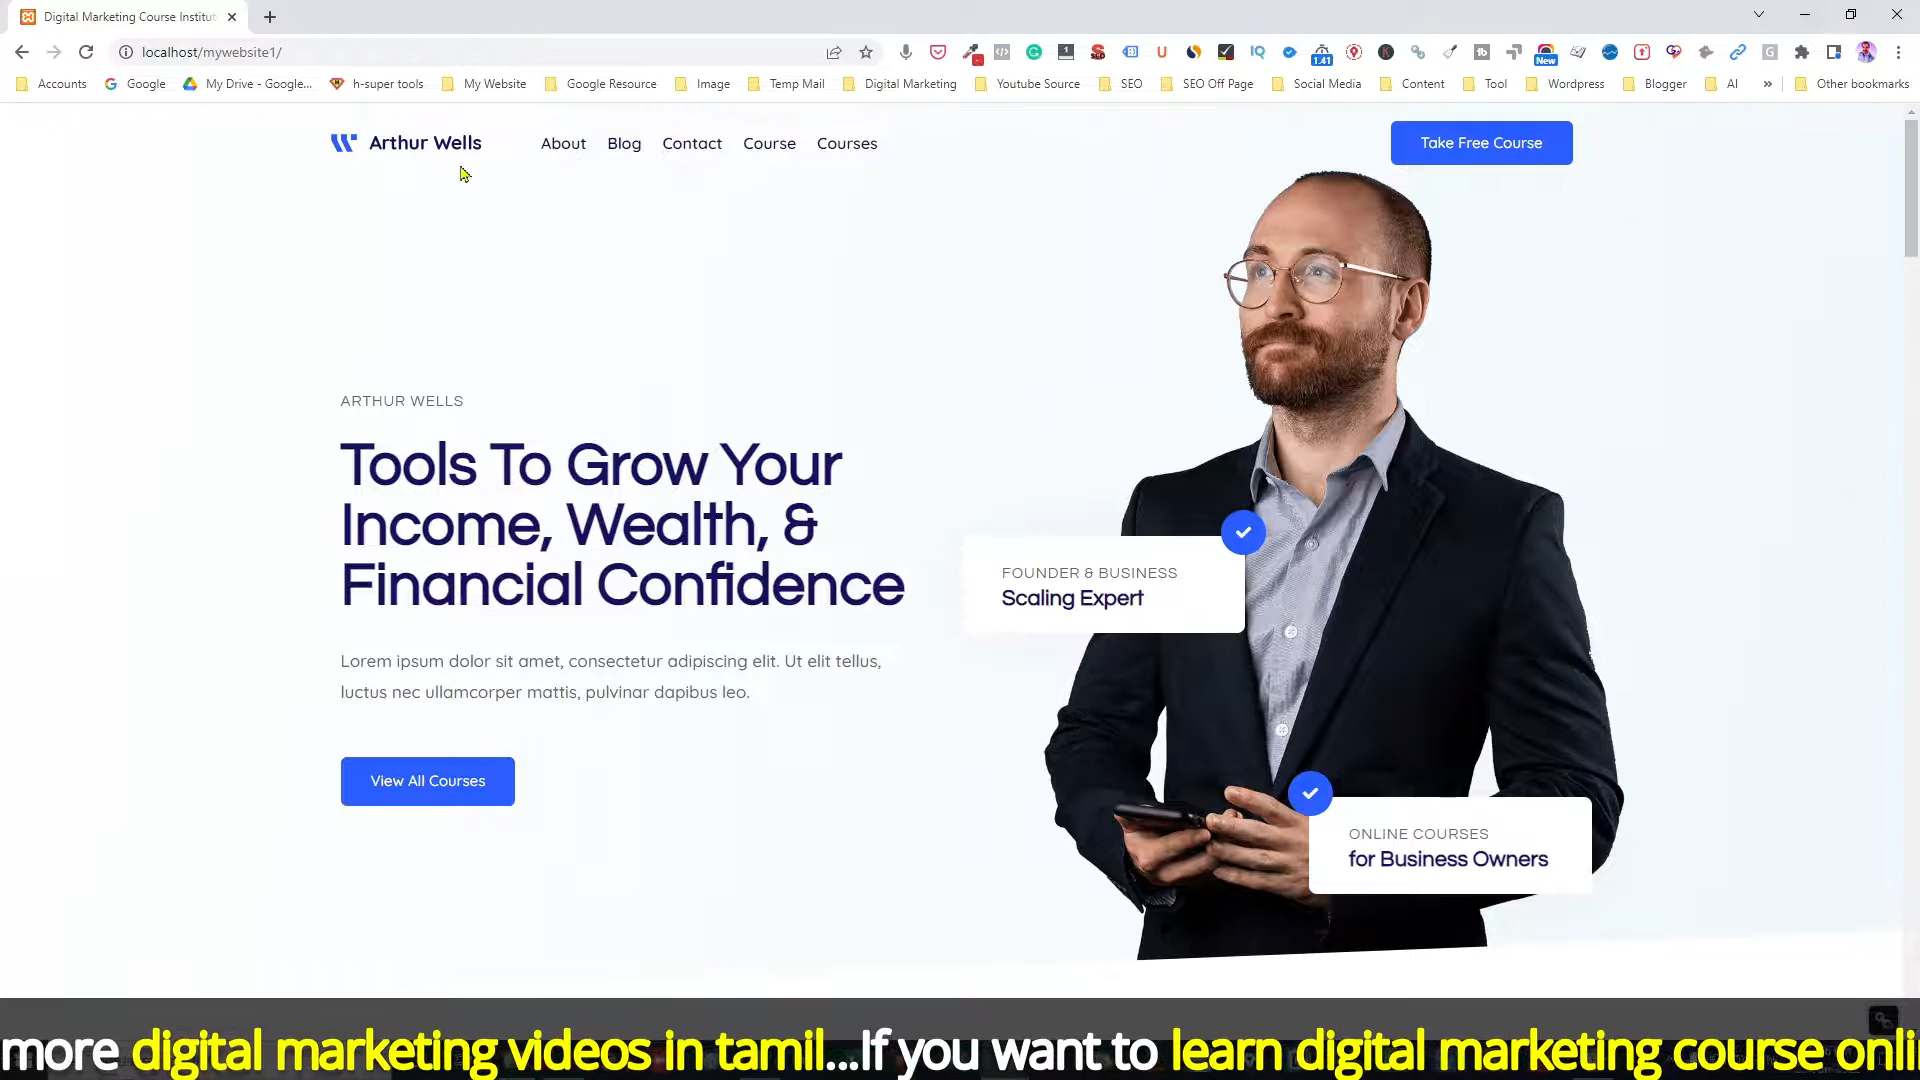 Digital Marketing Course Institut
localhost/mywebsite1/
1
1.41
New
Accounts
Google
My Drive - Google...
h-super tools
My Website
Google Resource
Image
Temp Mail
Digital Marketing
Youtube Source
SEO
SEO Off Page
Social Media
Content
Tool
Wordpress
Blogger
AI
Other bookmarks
Arthur Wells
About
Blog
Contact
Course
Courses
Take Free Course
ARTHUR WELLS
Tools To Grow Your
Income, Wealth, &
Financial Confidence
Lorem ipsum dolor sit amet, consectetur adipiscing elit. Ut elit tellus,
luctus nec ullamcorper mattis, pulvinar dapibus leo.
View All Courses
FOUNDER & BUSINESS
Scaling Expert
ONLINE COURSES
for Business Owners
more digital marketing videos in tamil...If you want to learn digital marketing course onli